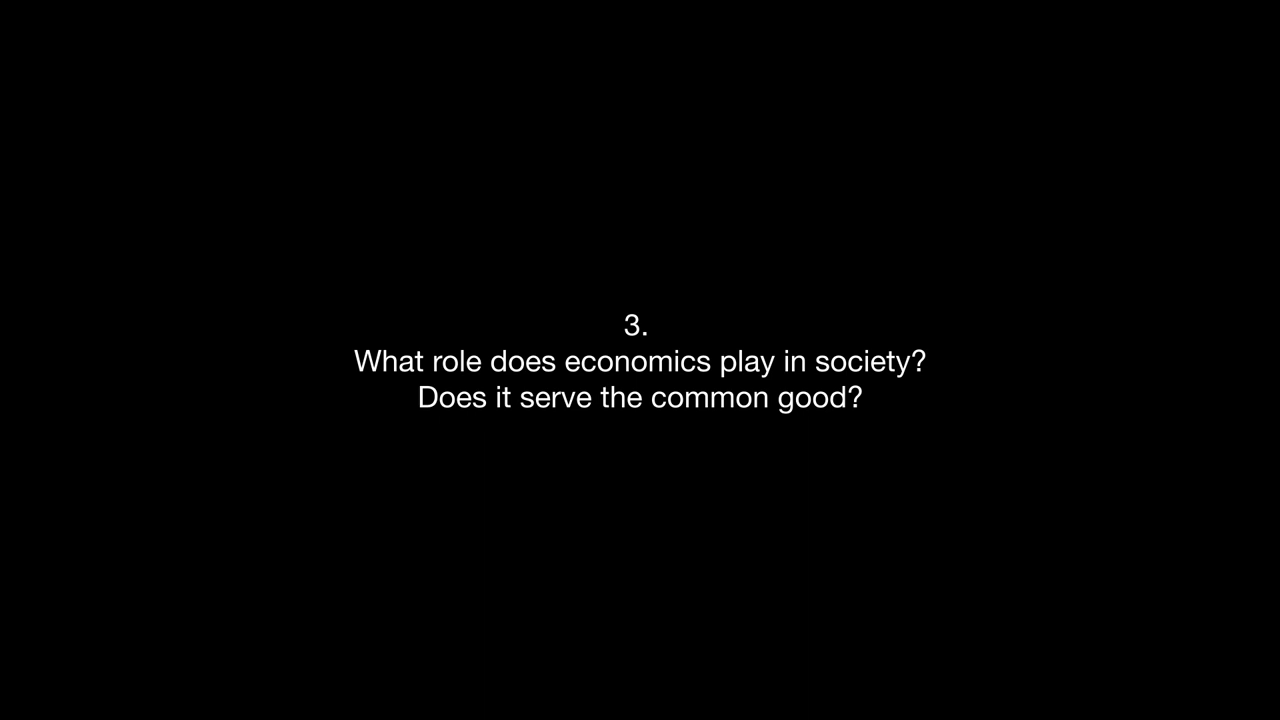 3.
What role does economics play in society?
Does it serve the common good?